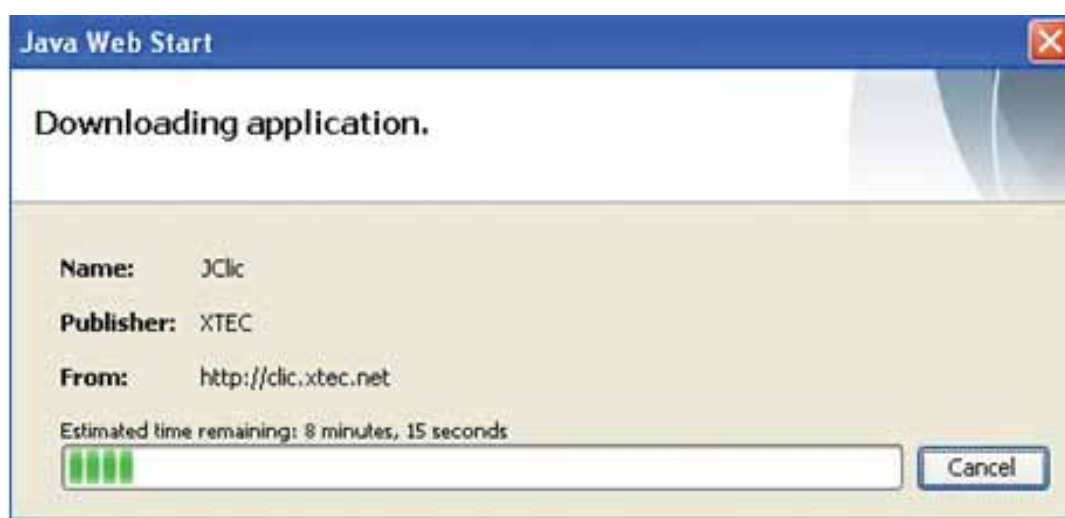 Java Web Start
Downloading application.
Name: JClic
Publisher: XTEC
From: http://clic.xtec.net
Estimated time remaining: 8 minutes, 15 seconds
Cancel